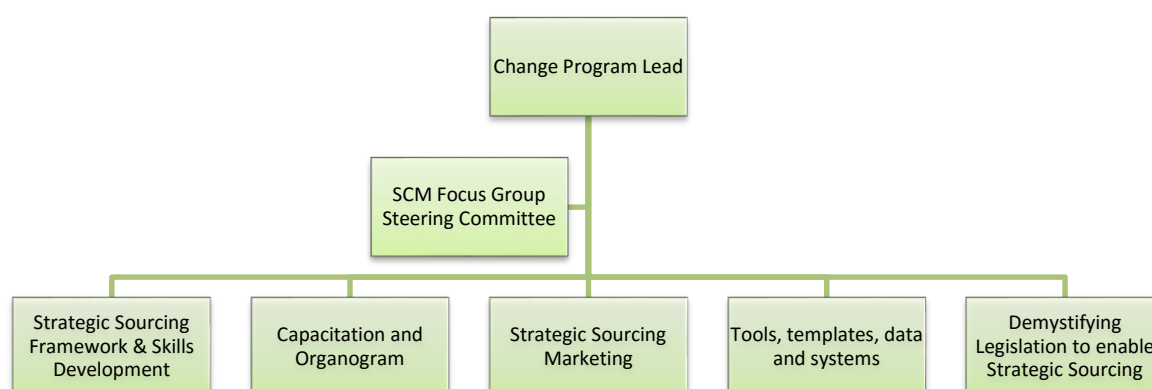 Change Program Lead
SCM Focus Group
Steering Committee
Strategic Sourcing
Framework & Skills
Development
Capacitation and
Organogram
Strategic Sourcing
Marketing
Tools, templates, data
and systems
Demystifying
Legislation to enable
Strategic Sourcing